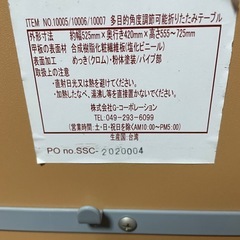 ITEM NO.10005/10006/10007 多目的角度調節可能折りたたみテーブル
外形寸法 約幅625mm×奥行き420mm×高さ555〜725mm
甲板の表面材 合成樹脂化粧繊維板(塩化ビニール)
表面加工 めっき(クロム)・粉体塗装/パイプ部
取扱い上の注意
・直射日光又は熱を避けてください。
・加熱したなべ、湯沸し等を直接置かないでください。
株式会社G-コーポレーション
TEL:049-293-6099
(営業時間:土・日・祝日を除くAM10:00〜PM5:00)
生産国:台湾
PO no.SSC- 2020004